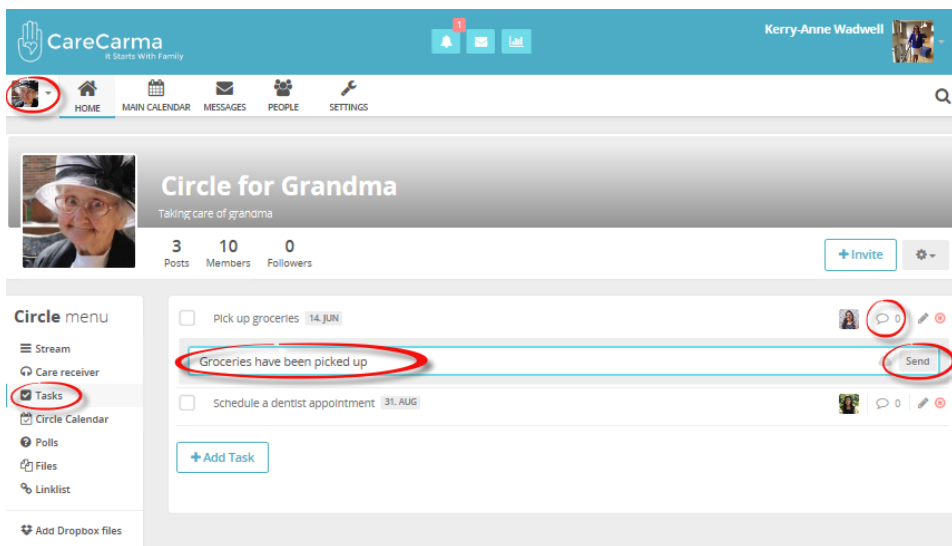 CareCarma
It Starts With Family
1
Kerry-Anne Wadwell
HOME
MAIN CALENDAR
MESSAGES
PEOPLE
SETTINGS
Circle for Grandma
Taking care of grandma
3 Posts
10 Members
0 Followers
+ Invite
Circle menu
Stream
Care receiver
Tasks
Circle Calendar
Polls
Files
Linklist
Add Dropbox files
Pick up groceries 14. JUN
0
Groceries have been picked up
Send
Schedule a dentist appointment 31. AUG
0
+ Add Task